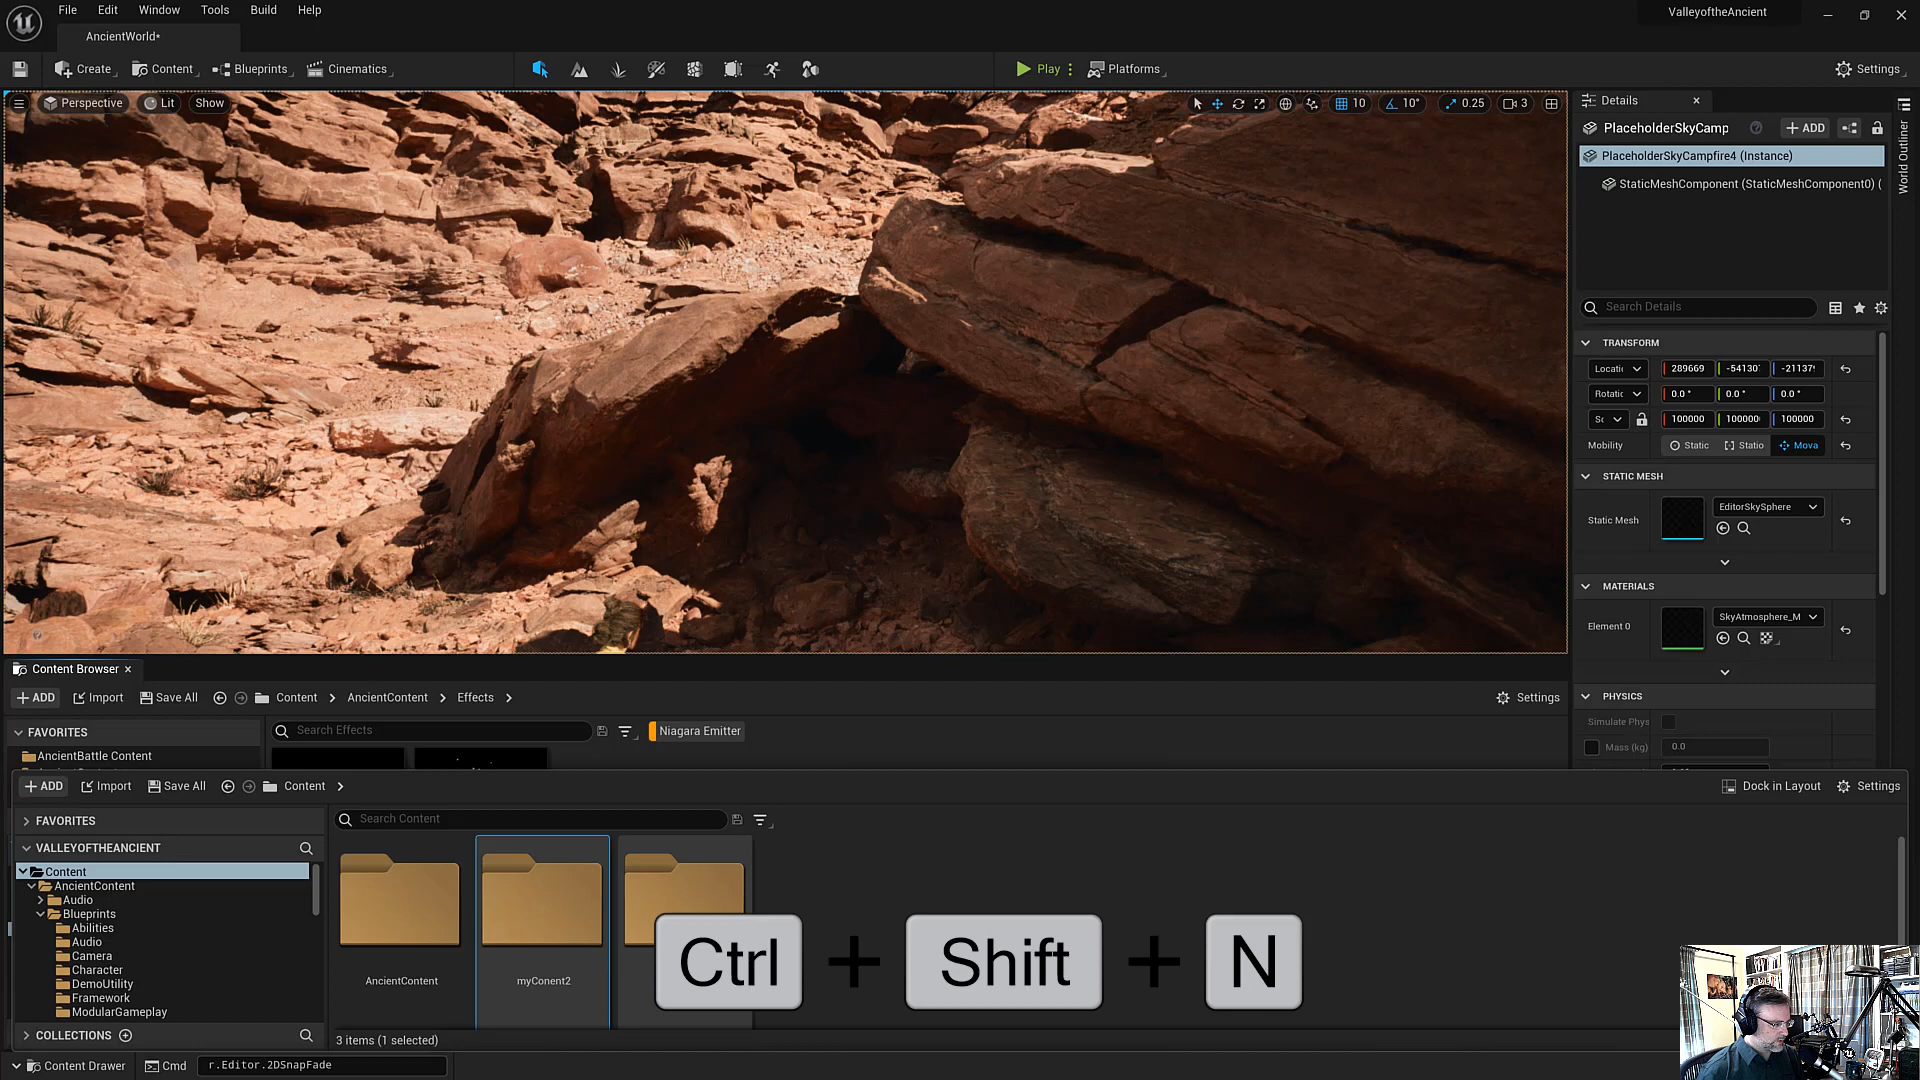 File Edit Window Tools Build Help
ValleyoftheAncient
AncientWorld*
Create Content Blueprints Cinematics Play Platforms Settings
Perspective Lit Show 10 10° 0.25 3
Details
World Outliner
PlaceholderSkyCamp ADD
PlaceholderSkyCampfire4 (Instance)
StaticMeshComponent (StaticMeshComponent0) (
Search Details
TRANSFORM
Locatic 289669 -54130 -21137
Rotatic 0.0 ° 0.0 ° 0.0 °
Sc 100000 100000 100000
Mobility Static Statio Mova
STATIC MESH
Static Mesh EditorSkySphere
MATERIALS
Element 0 SkyAtmosphere_M
PHYSICS
Simulate Phys
Mass (kg) 0.0
Content Browser
ADD Import Save All Content AncientContent Effects Settings
FAVORITES
Search Effects Niagara Emitter
AncientBattle Content
ADD Import Save All Content Dock in Layout Settings
FAVORITES
Search Content
VALLEYOFTHEANCIENT
Content
AncientContent
Audio
Blueprints
Abilities
Audio
Camera
Character
DemoUtility
Framework
ModularGameplay
COLLECTIONS
AncientContent myConent2
Ctrl + Shift + N
3 items (1 selected)
Content Drawer Cmd r.Editor.2DSnapFade